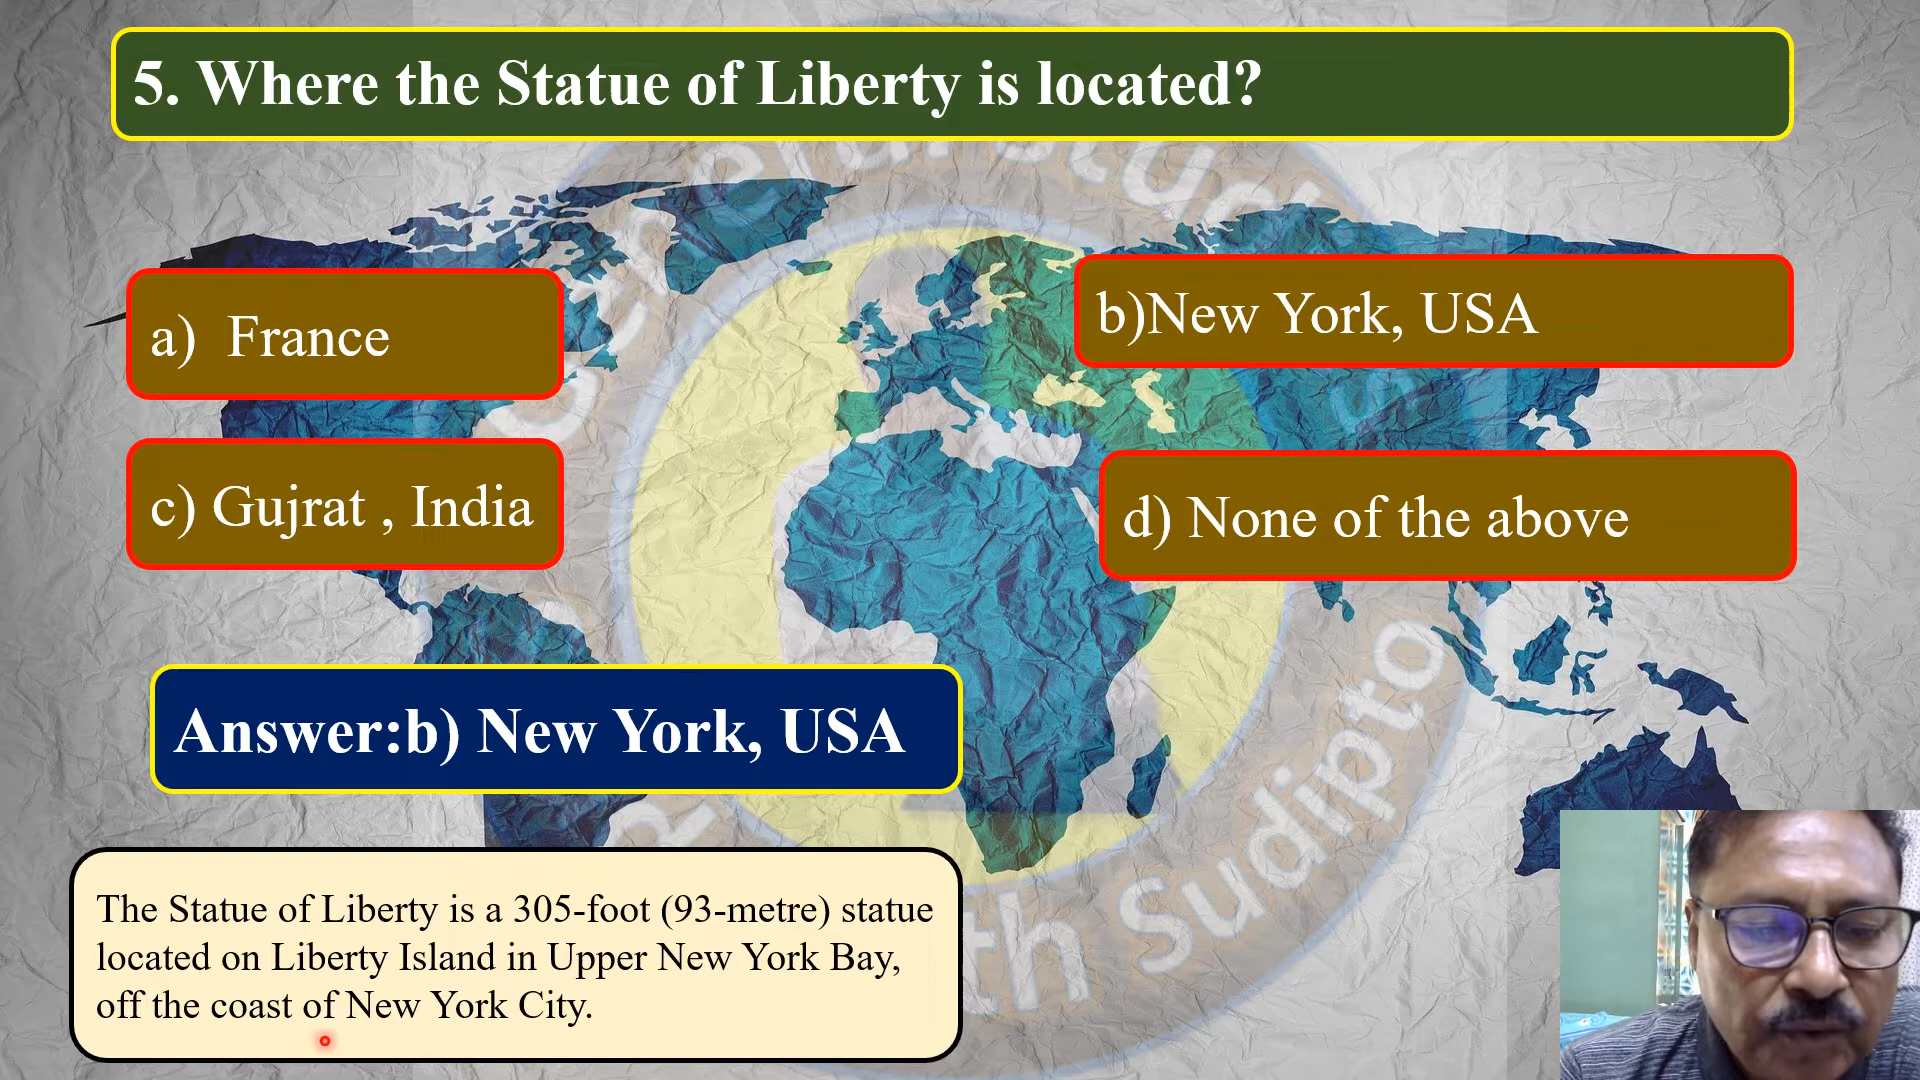 5. Where the Statue of Liberty is located?
a) France
b)New York, USA
c) Gujrat , India
d) None of the above
Answer:b) New York, USA
The Statue of Liberty is a 305-foot (93-metre) statue
located on Liberty Island in Upper New York Bay,
off the coast of New York City.
Sudipto